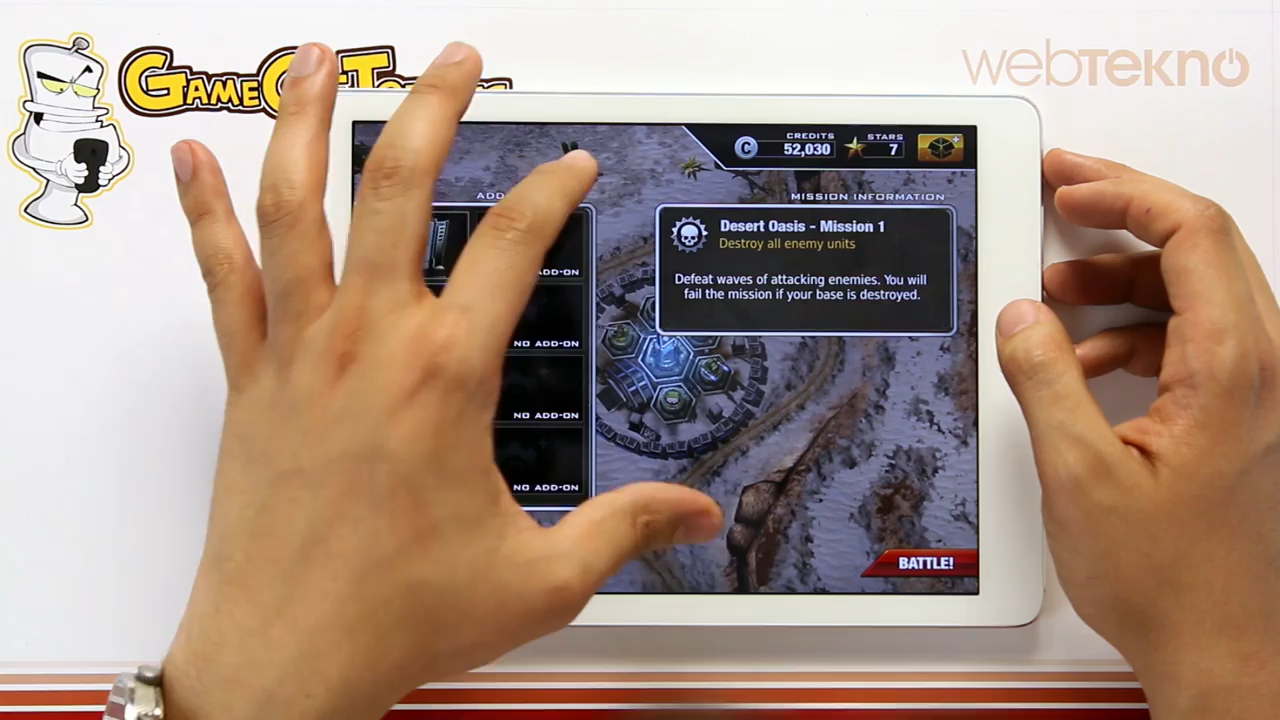 webTEKNO
CREDITS
52,030
STARS
7
C
MISSION INFORMATION
Desert Oasis - Mission 1
Destroy all enemy units
Defeat waves of attacking enemies. You will
fail the mission if your base is destroyed.
ADD-ON
NO ADD-ON
NO ADD-ON
NO ADD-ON
BATTLE!